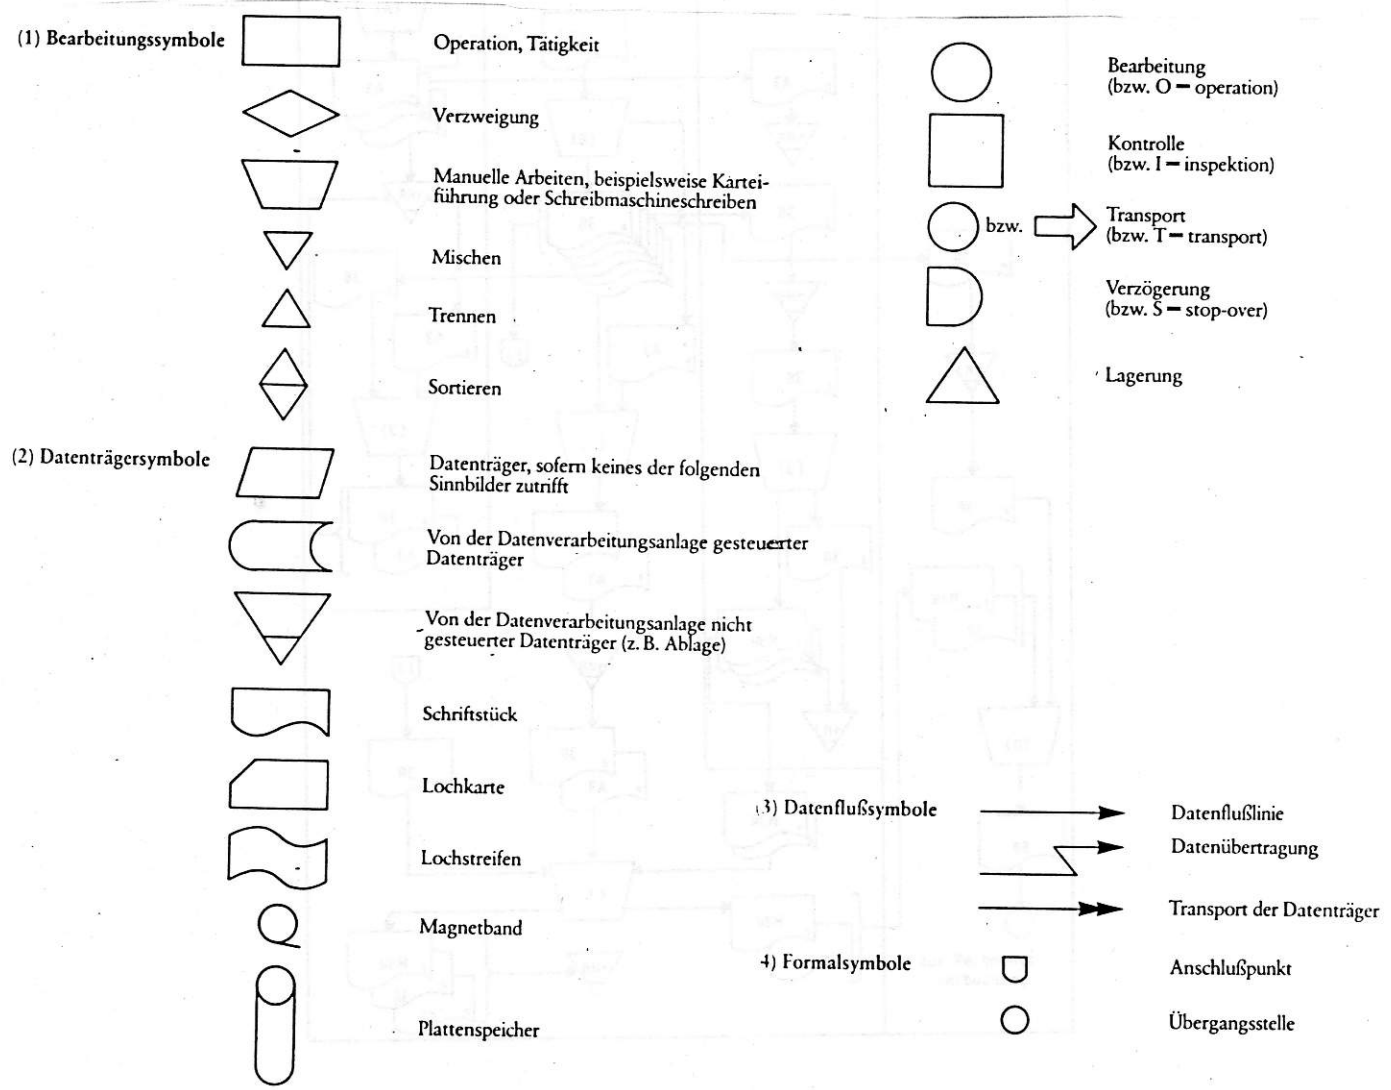 (1) Bearbeitungssymbole
Operation, Tätigkeit
Verzweigung
Manuelle Arbeiten, beispielsweise Kartei-
führung oder Schreibmaschineschreiben
Mischen
Trennen
Sortieren
(2) Datenträgersymbole
Datenträger, sofern keines der folgenden
Sinnbilder zutrifft
Von der Datenverarbeitungsanlage gesteuerter
Datenträger
Von der Datenverarbeitungsanlage nicht
gesteuerter Datenträger (z. B. Ablage)
Schriftstück
Lochkarte
Lochstreifen
Magnetband
Plattenspeicher
Bearbeitung
(bzw. O – operation)
Kontrolle
(bzw. I – inspektion)
bzw.
Transport
(bzw. T – transport)
Verzögerung
(bzw. S – stop-over)
Lagerung
(3) Datenflußsymbole
Datenflußlinie
Datenübertragung
Transport der Datenträger
4) Formalsymbole
Anschlußpunkt
Übergangsstelle